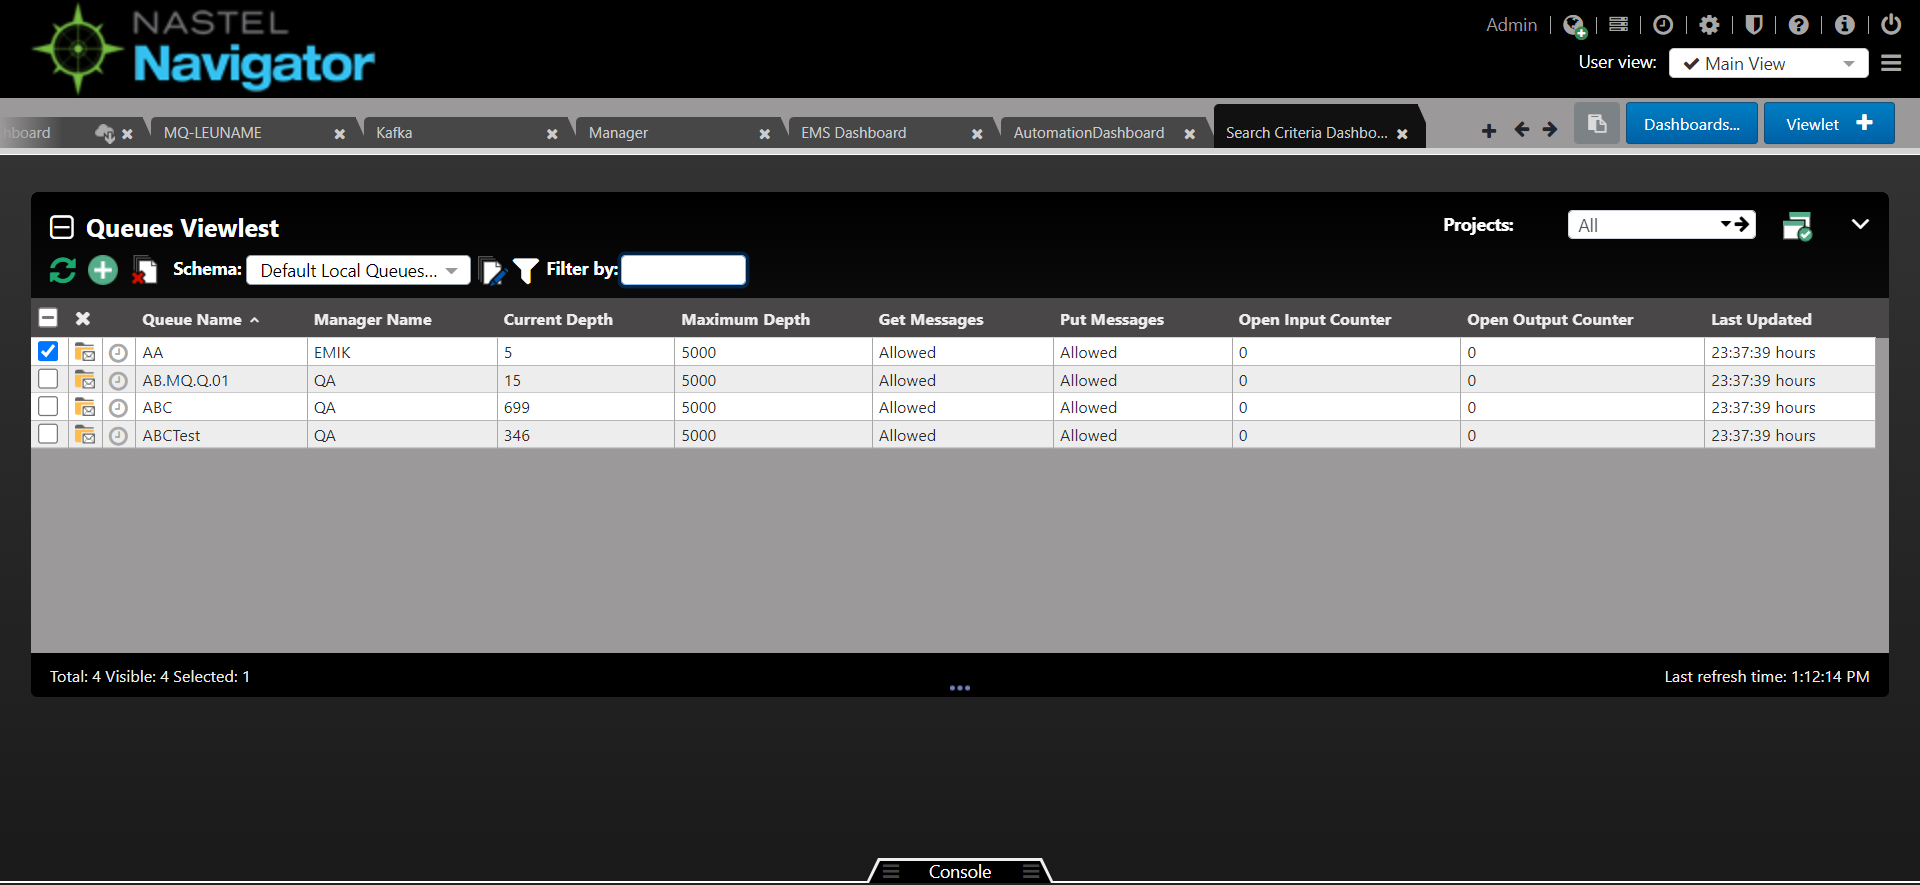 NASTEL
Navigator
Admin
User view: Main View
hboard
MQ-LEUNAME
Kafka
Manager
EMS Dashboard
AutomationDashboard
Search Criteria Dashbo...
Dashboards...
Viewlet
Queues Viewlest
Projects: All
Schema: Default Local Queues... Filter by:
Queue Name Manager Name Current Depth Maximum Depth Get Messages Put Messages Open Input Counter Open Output Counter Last Updated
AA EMIK 5 5000 Allowed Allowed 0 0 23:37:39 hours
AB.MQ.Q.01 QA 15 5000 Allowed Allowed 0 0 23:37:39 hours
ABC QA 699 5000 Allowed Allowed 0 0 23:37:39 hours
ABCTest QA 346 5000 Allowed Allowed 0 0 23:37:39 hours
Total: 4 Visible: 4 Selected: 1
Last refresh time: 1:12:14 PM
Console